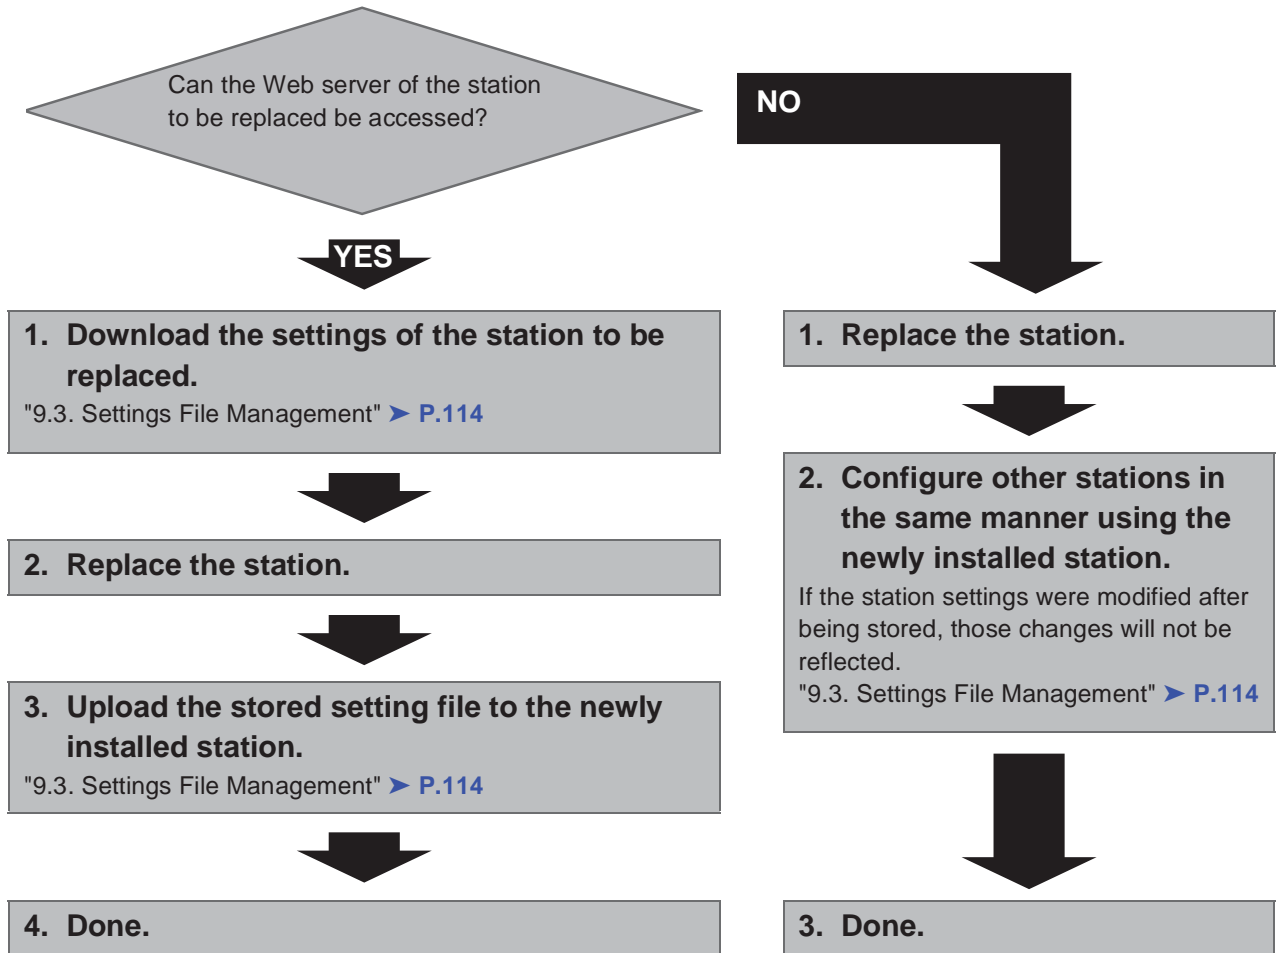 Can the Web server of the station
to be replaced be accessed?
NO
YES
1. Download the settings of the station to be
replaced.
"9.3. Settings File Management" ➤ P.114
2. Replace the station.
3. Upload the stored setting file to the newly
installed station.
"9.3. Settings File Management" ➤ P.114
4. Done.
1. Replace the station.
2. Configure other stations in
the same manner using the
newly installed station.
If the station settings were modified after
being stored, those changes will not be
reflected.
"9.3. Settings File Management" ➤ P.114
3. Done.